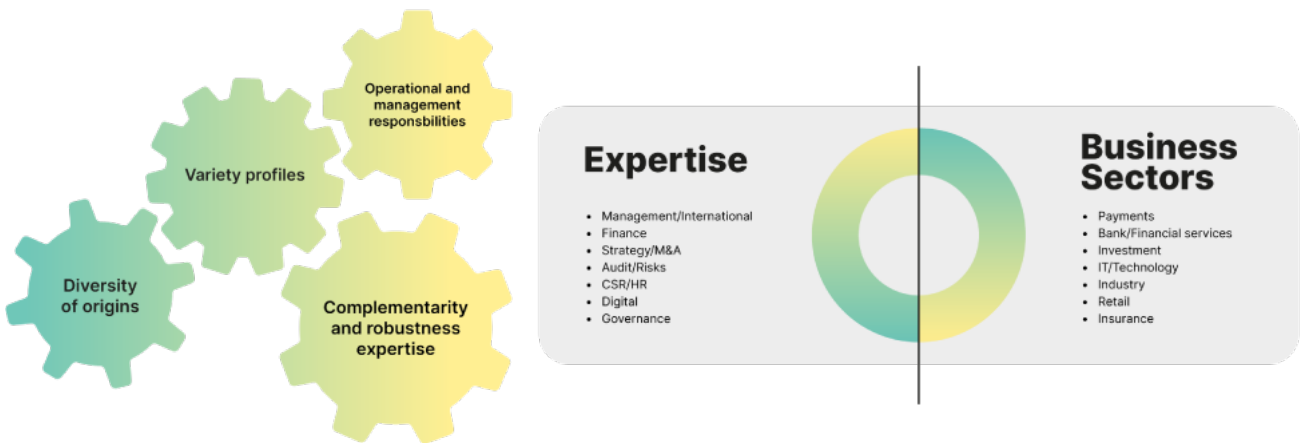 Operational and
management
responsbilities
Variety profiles
Diversity
of origins
Complementarity
and robustness
expertise
Expertise
• Management/International
• Finance
• Strategy/M&A
• Audit/Risks
• CSR/HR
• Digital
• Governance
Business
Sectors
• Payments
• Bank/Financial services
• Investment
• IT/Technology
• Industry
• Retail
• Insurance